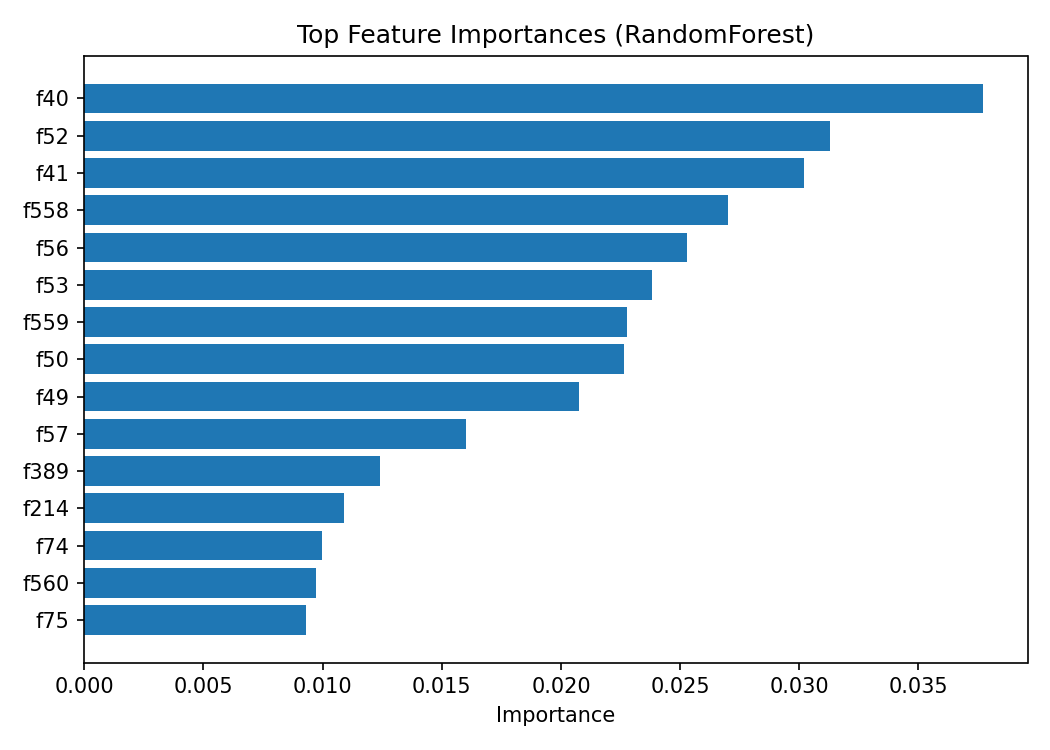 Top Feature Importances (RandomForest)
f40
f52
f41
f558
f56
f53
f559
f50
f49
f57
f389
f214
f74
f560
f75
0.000 0.005 0.010 0.015 0.020 0.025 0.030 0.035
Importance